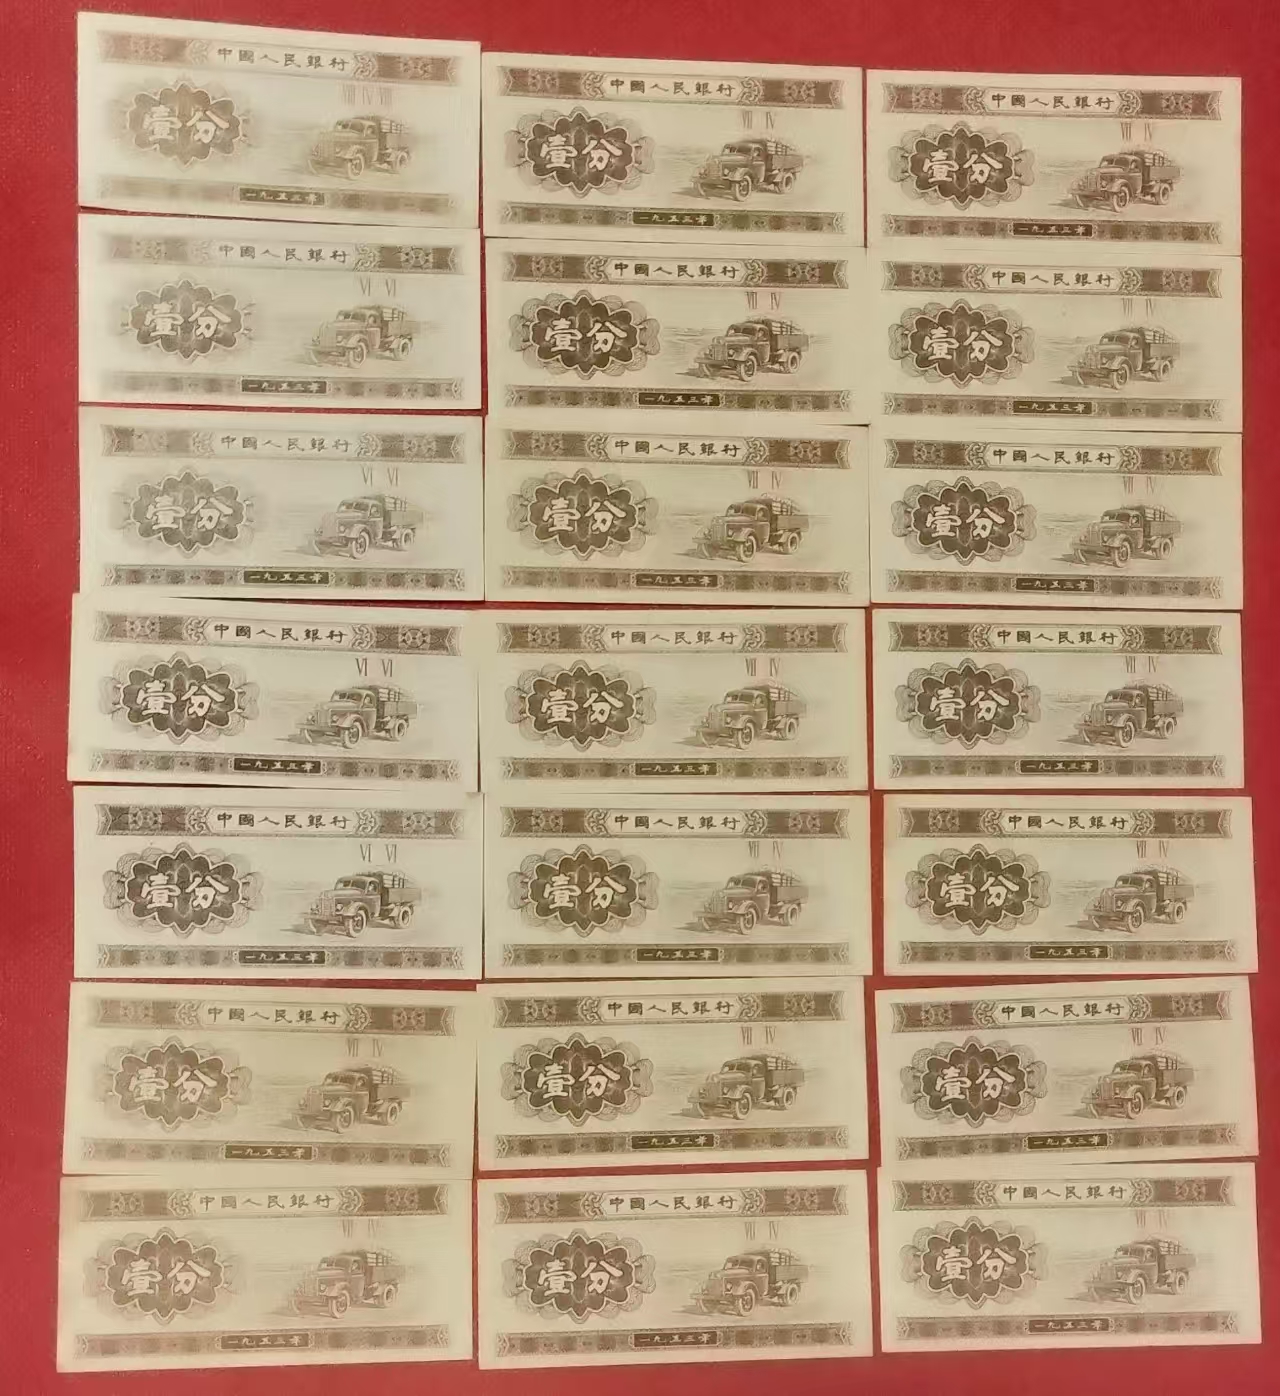 中國人民銀行
壹分
一九五三年
中國人民銀行
VII IV
壹分
一九五三年
中國人民銀行
VII IV
壹分
一九五三年
中國人民銀行
VI VI
壹分
一九五三年
中國人民銀行
VII IV
壹分
一九五三年
中國人民銀行
VII IV
壹分
一九五三年
中國人民銀行
VI VI
壹分
一九五三年
中國人民銀行
VII IV
壹分
一九五三年
中國人民銀行
VII IV
壹分
一九五三年
中國人民銀行
VI VI
壹分
一九五三年
中國人民銀行
VII IV
壹分
一九五三年
中國人民銀行
VII IV
壹分
一九五三年
中國人民銀行
VI VI
壹分
一九五三年
中國人民銀行
VII IV
壹分
一九五三年
中國人民銀行
VII IV
壹分
一九五三年
中國人民銀行
VII IV
壹分
一九五三年
中國人民銀行
VII IV
壹分
一九五三年
中國人民銀行
VII IV
壹分
一九五三年
中國人民銀行
VII IV
壹分
一九五三年
中國人民銀行
VII IV
壹分
一九五三年
中國人民銀行
VII IV
壹分
一九五三年